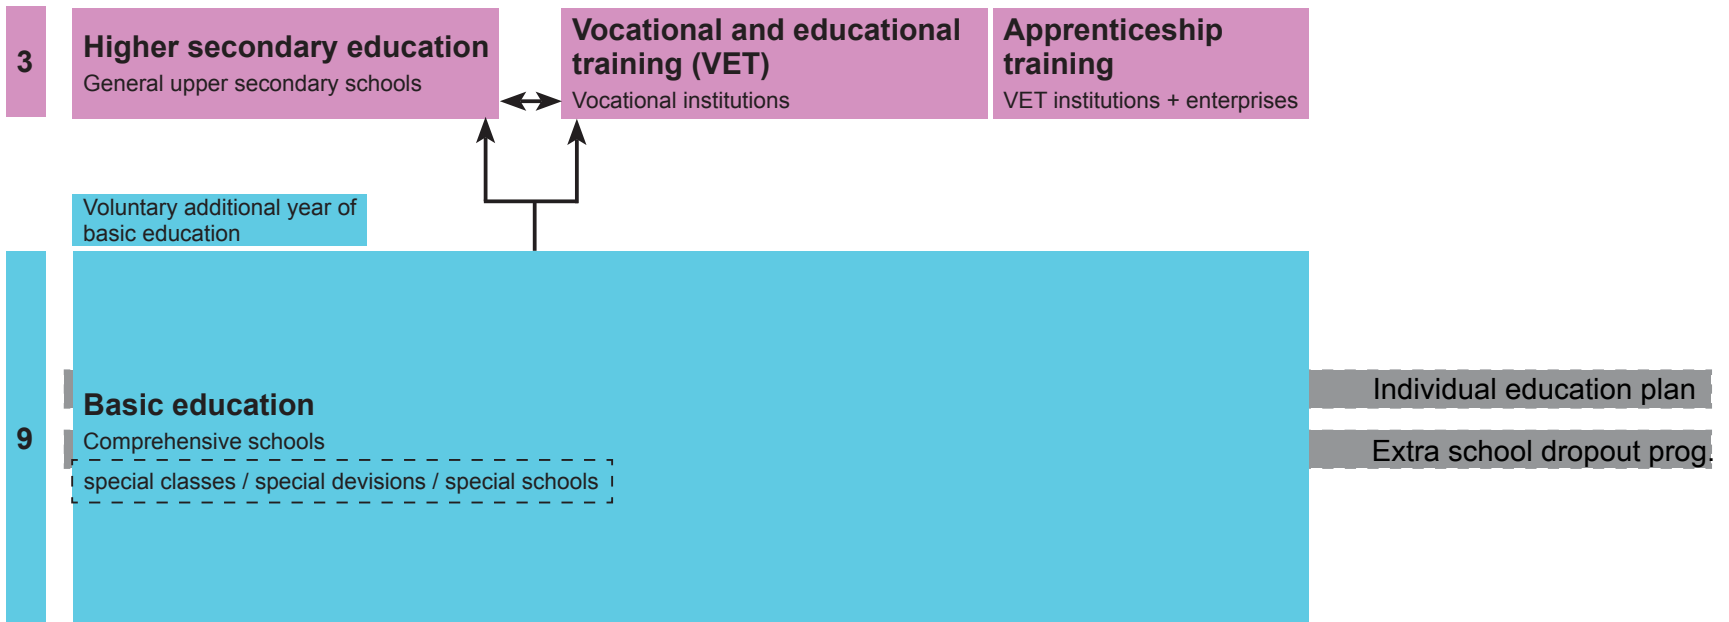 3
Higher secondary education
General upper secondary schools
Vocational and educational
training (VET)
Vocational institutions
Apprenticeship
training
VET institutions + enterprises
Voluntary additional year of
basic education
9
Basic education
Comprehensive schools
special classes / special devisions / special schools
Individual education plan
Extra school dropout prog.